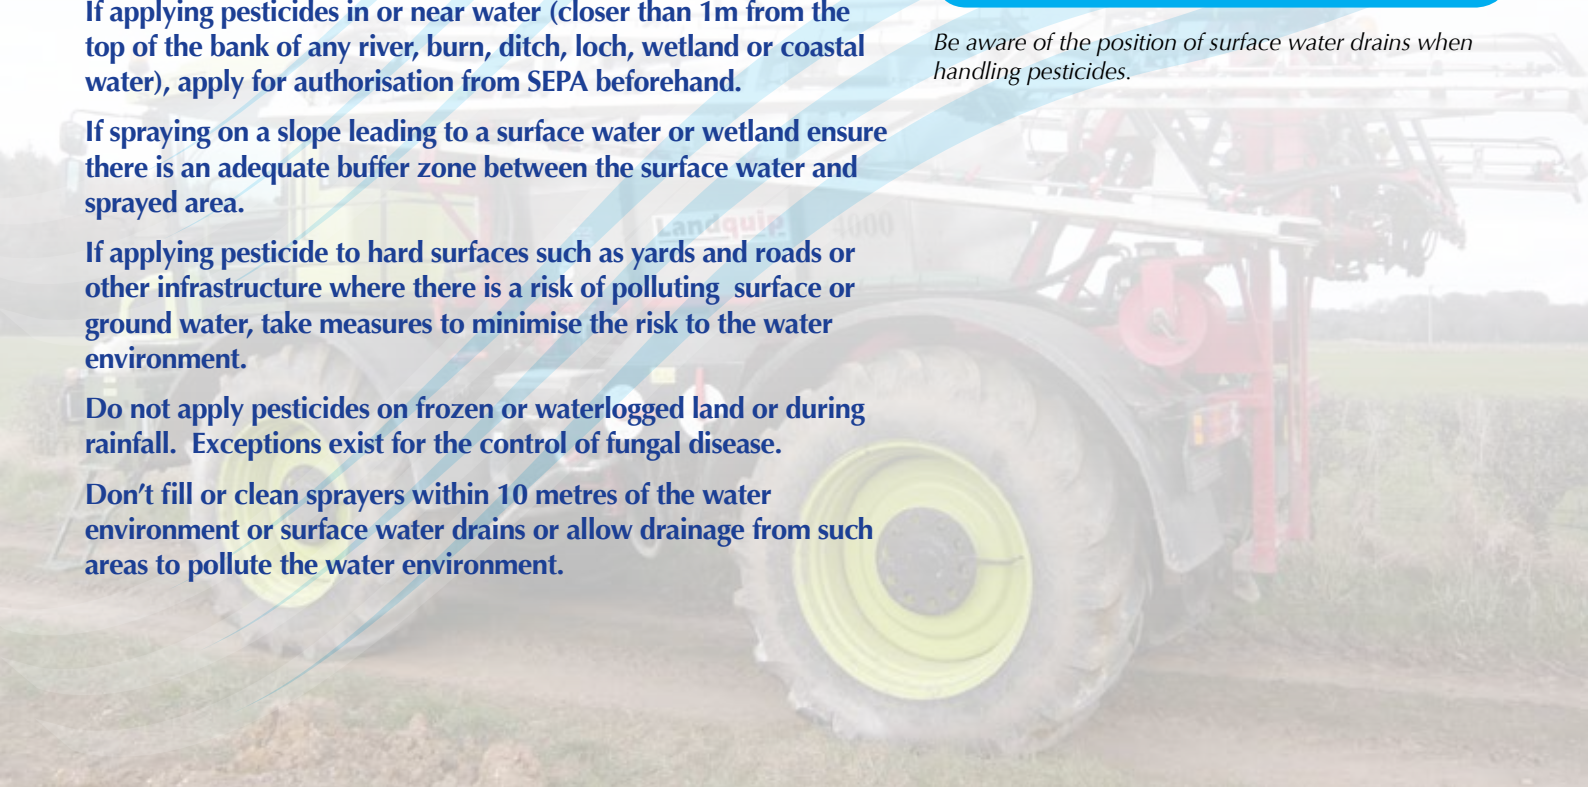 If applying pesticides in or near water (closer than 1m from the
top of the bank of any river, burn, ditch, loch, wetland or coastal
water), apply for authorisation from SEPA beforehand.
If spraying on a slope leading to a surface water or wetland ensure
there is an adequate buffer zone between the surface water and
sprayed area.
If applying pesticide to hard surfaces such as yards and roads or
other infrastructure where there is a risk of polluting  surface or
ground water, take measures to minimise the risk to the water
environment.
Do not apply pesticides on frozen or waterlogged land or during
rainfall.  Exceptions exist for the control of fungal disease.
Don’t fill or clean sprayers within 10 metres of the water
environment or surface water drains or allow drainage from such
areas to pollute the water environment.
Be aware of the position of surface water drains when
handling pesticides.
Landquip 4000